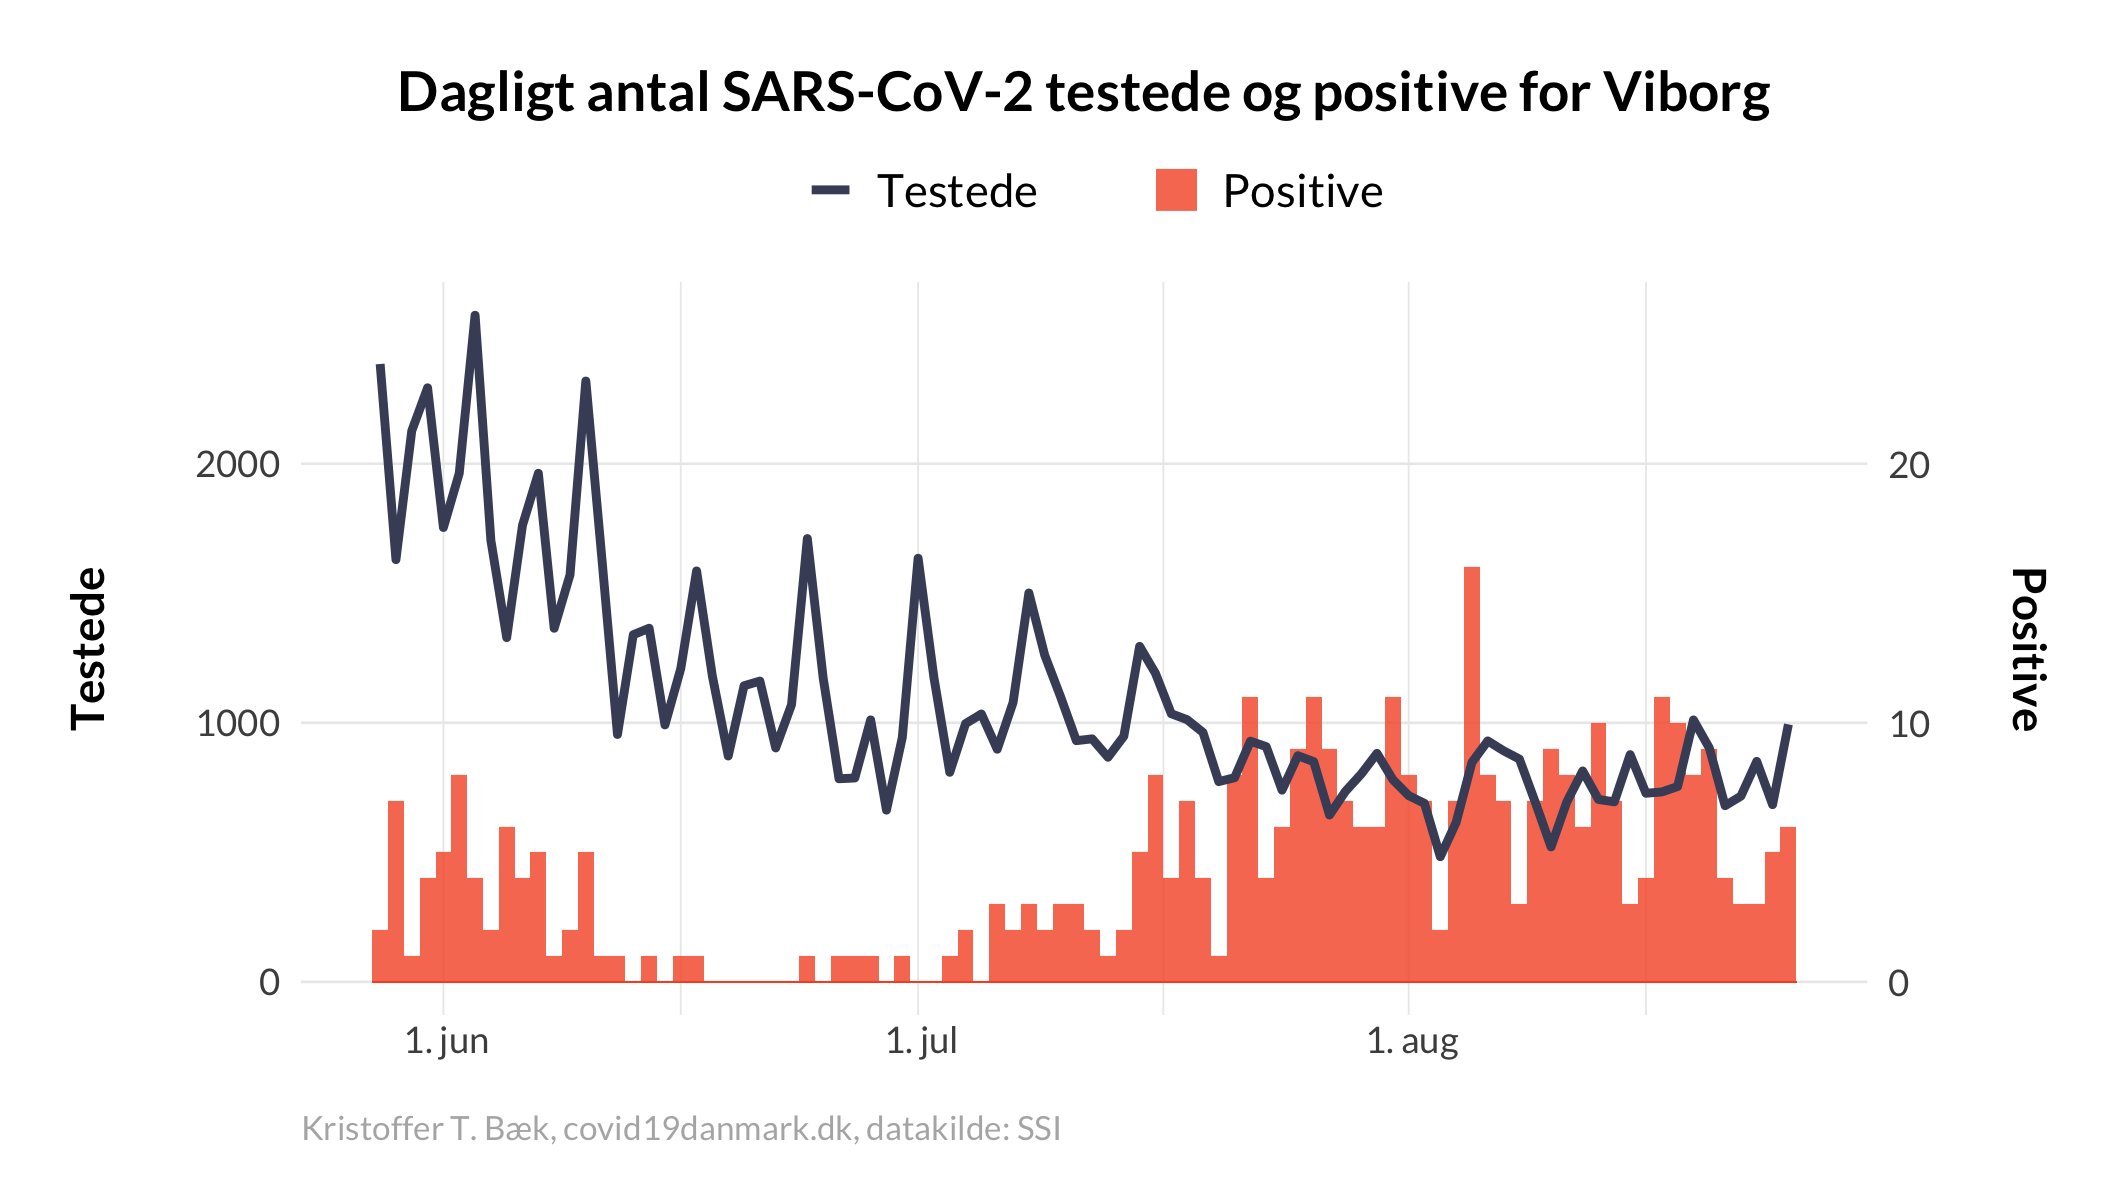 Dagligt antal SARS-CoV-2 testede og positive for Viborg
Testede
Positive
2000
1000
0
Testede
20
10
0
Positive
1. jun
1. jul
1. aug
Kristoffer T. Bæk, covid19danmark.dk, datakilde: SSI